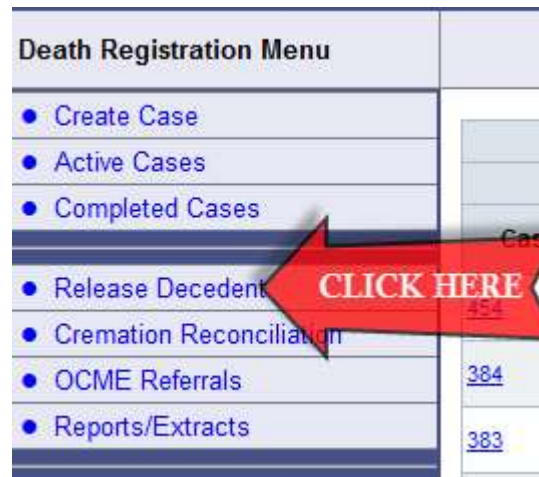 Death Registration Menu
Create Case
Active Cases
Completed Cases
Cas
Release Decedent
CLICK HERE
454
Cremation Reconciliation
OCME Referrals
384
Reports/Extracts
383